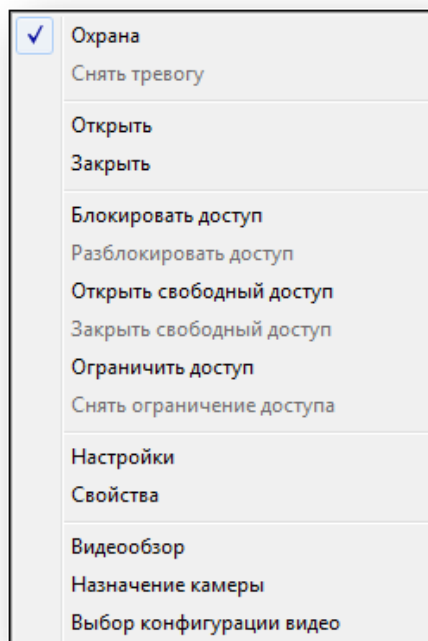 Охрана
Снять тревогу
Открыть
Закрыть
Блокировать доступ
Разблокировать доступ
Открыть свободный доступ
Закрыть свободный доступ
Ограничить доступ
Снять ограничение доступа
Настройки
Свойства
Видеообзор
Назначение камеры
Выбор конфигурации видео